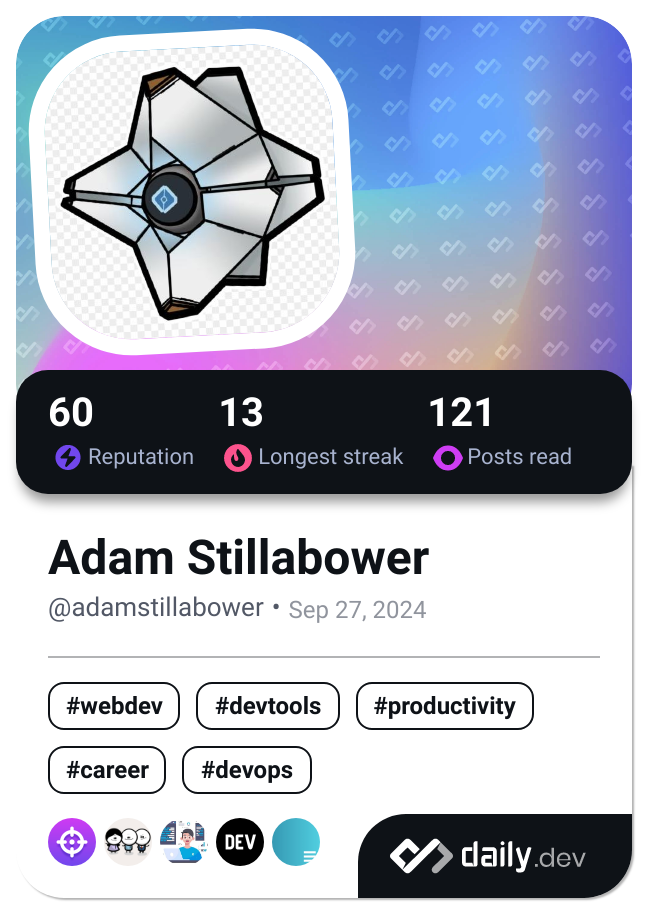 60 13 121
Reputation Longest streak Posts read
Adam Stillabower
@adamstillabower • Sep 27, 2024
#webdev #devtools #productivity
#career #devops
DEV
daily.dev